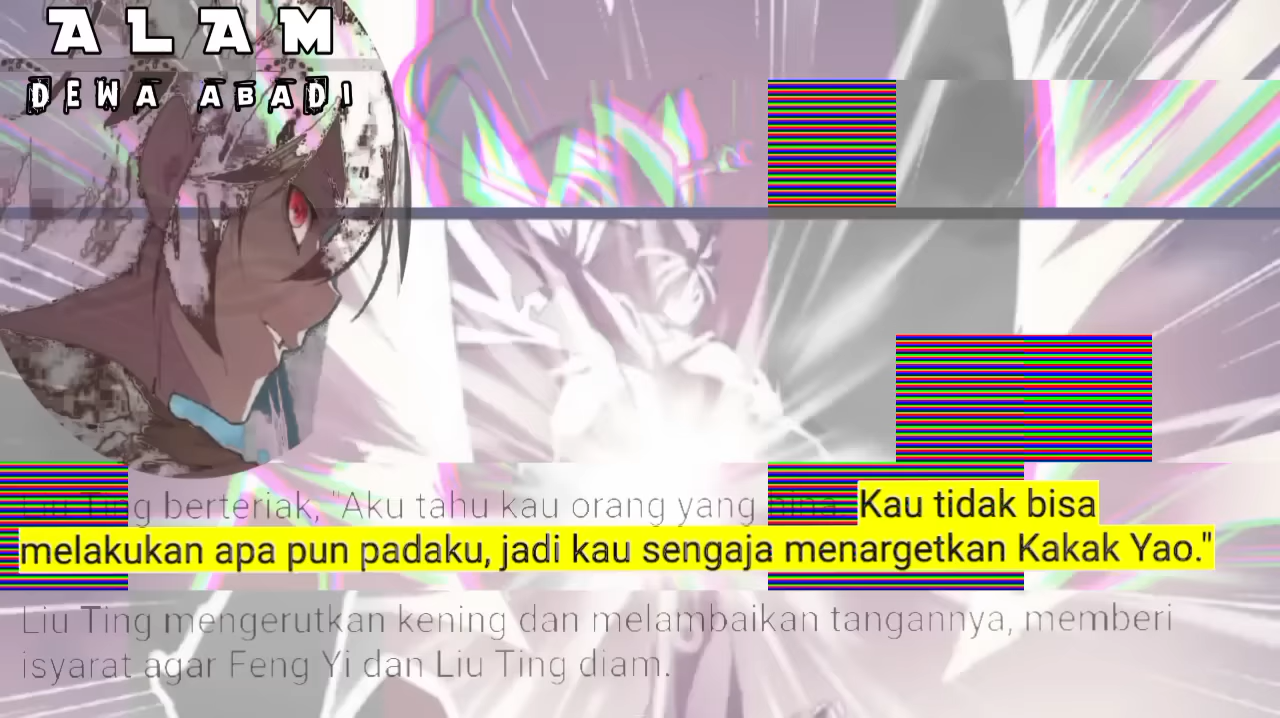 ALAM
DEWA ABADI
Liu Ting berteriak, "Aku tahu kau orang yang hina. Kau tidak bisa
melakukan apa pun padaku, jadi kau sengaja menargetkan Kakak Yao."
Liu Ting mengerutkan kening dan melambaikan tangannya, memberi
isyarat agar Feng Yi dan Liu Ting diam.